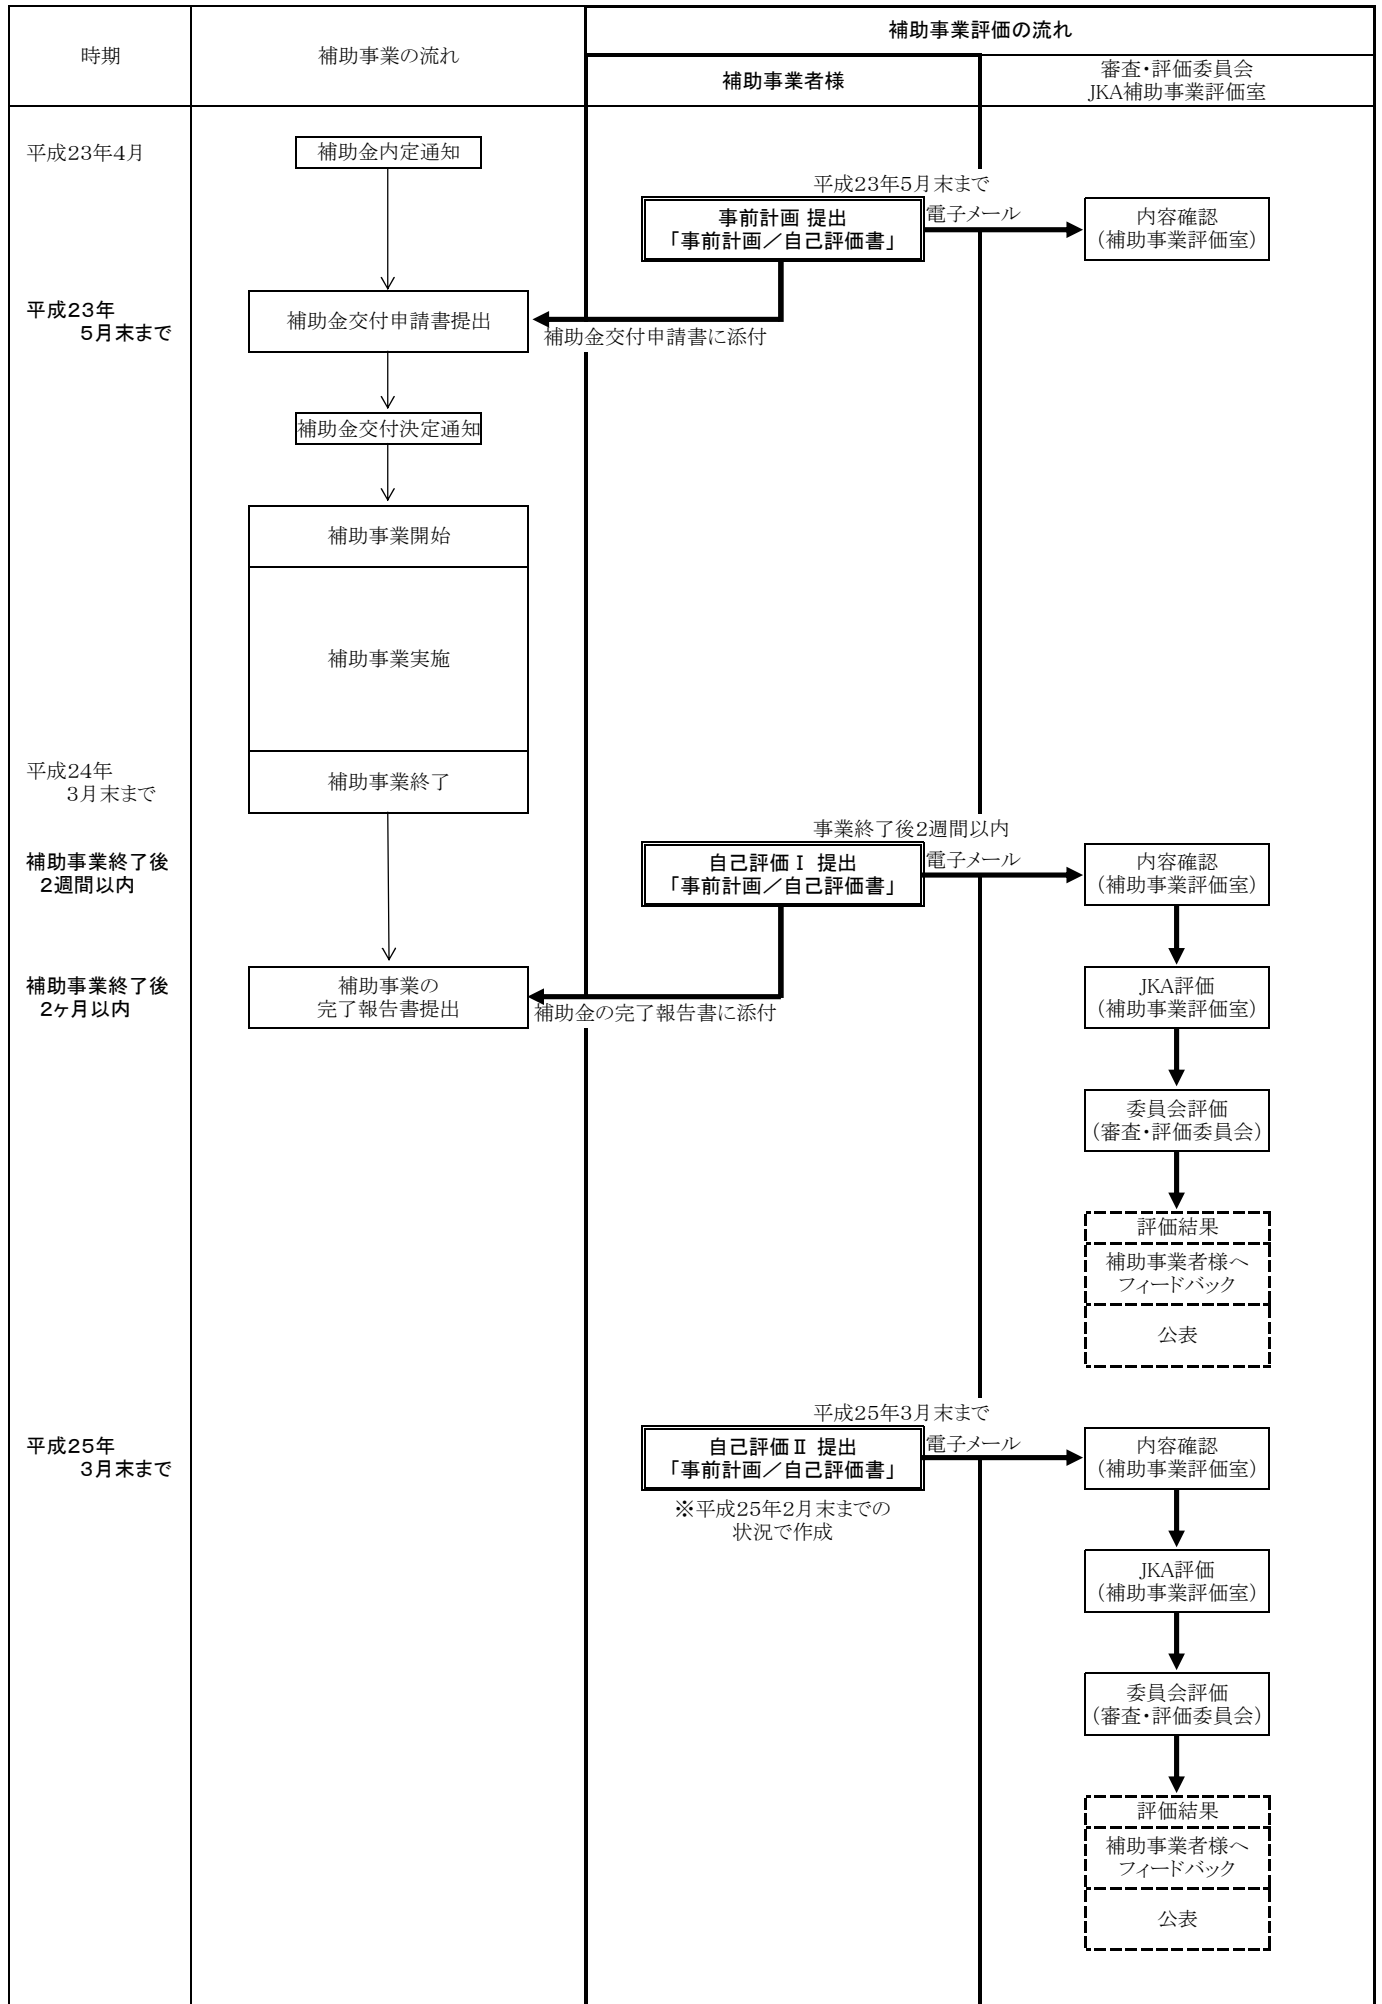 時期
補助事業の流れ
補助事業評価の流れ
補助事業者様
審査・評価委員会
JKA補助事業評価室
平成23年4月
補助金内定通知
平成23年5月末まで
事前計画 提出
「事前計画／自己評価書」
電子メール
内容確認
（補助事業評価室）
平成23年
5月末まで
補助金交付申請書提出
補助金交付申請書に添付
補助金交付決定通知
補助事業開始
補助事業実施
平成24年
3月末まで
補助事業終了
事業終了後2週間以内
補助事業終了後
2週間以内
自己評価Ⅰ 提出
「事前計画／自己評価書」
電子メール
内容確認
（補助事業評価室）
補助事業終了後
2ヶ月以内
補助事業の
完了報告書提出
補助金の完了報告書に添付
JKA評価
（補助事業評価室）
委員会評価
（審査・評価委員会）
評価結果
補助事業者様へ
フィードバック
公表
平成25年3月末まで
平成25年
3月末まで
自己評価Ⅱ 提出
「事前計画／自己評価書」
電子メール
内容確認
（補助事業評価室）
※平成25年2月末までの
状況で作成
JKA評価
（補助事業評価室）
委員会評価
（審査・評価委員会）
評価結果
補助事業者様へ
フィードバック
公表